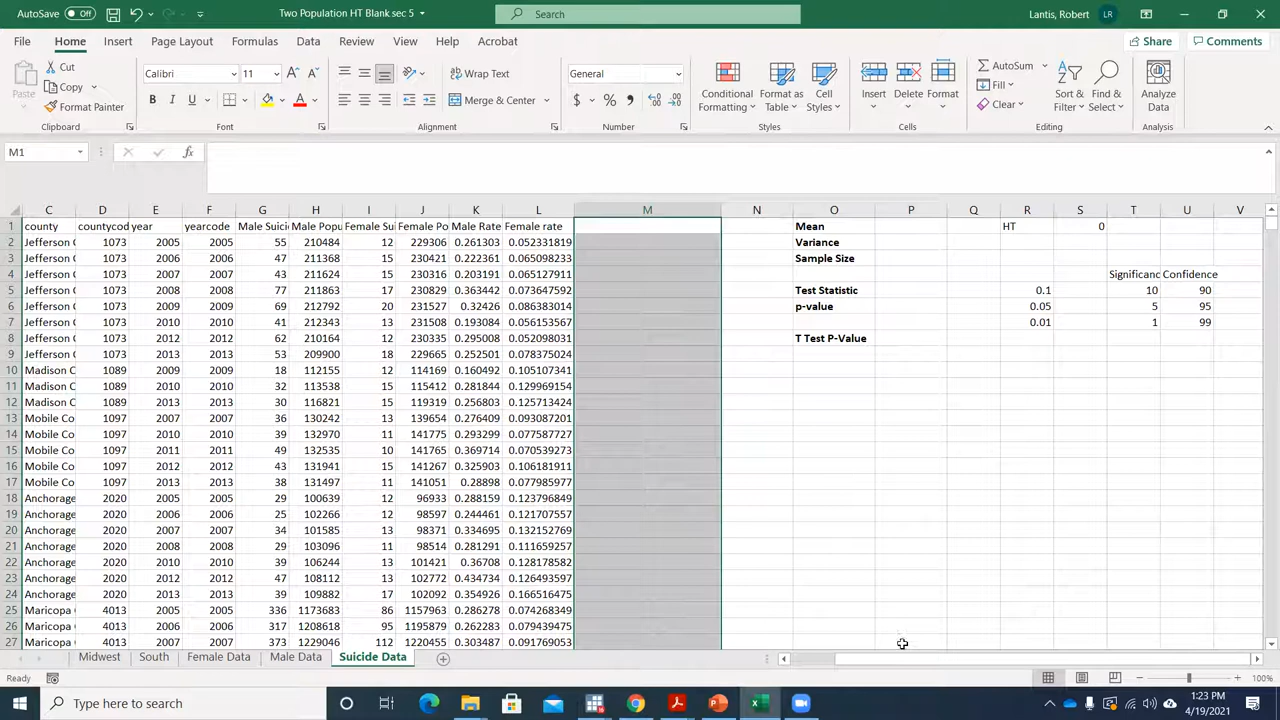 AutoSave Off Two Population HT Blank sec 5 Search Lantis, Robert LR
File Home Insert Page Layout Formulas Data Review View Help Acrobat Share Comments
Paste Cut Copy Format Painter Calibri 11 B I U A Wrap Text Merge & Center General $ % Conditional Formatting Format as Table Cell Styles Insert Delete Format AutoSum Fill Clear Sort & Filter Find & Select Analyze Data
Clipboard Font Alignment Number Styles Cells Editing Analysis
M1 fx
C D E F G H I J K L M N O P Q R S T U V
1 county countycod year yearcode Male Suicid Male Popu Female Sui Female Po Male Rate Female rate Mean HT 0
2 Jefferson C 1073 2005 2005 55 210484 12 229306 0.261303 0.052331819 Variance
3 Jefferson C 1073 2006 2006 47 211368 15 230421 0.222361 0.065098233 Sample Size
4 Jefferson C 1073 2007 2007 43 211624 15 230316 0.203191 0.065127911 Significanc Confidence
5 Jefferson C 1073 2008 2008 77 211863 17 230829 0.363442 0.073647592 Test Statistic 0.1 10 90
6 Jefferson C 1073 2009 2009 69 212792 20 231527 0.32426 0.086383014 p-value 0.05 5 95
7 Jefferson C 1073 2010 2010 41 212343 13 231508 0.193084 0.056153567 0.01 1 99
8 Jefferson C 1073 2012 2012 62 210164 12 230335 0.295008 0.052098031 T Test P-Value
9 Jefferson C 1073 2013 2013 53 209900 18 229665 0.252501 0.078375024
10 Madison C 1089 2009 2009 18 112155 12 114169 0.160492 0.105107341
11 Madison C 1089 2010 2010 32 113538 15 115412 0.281844 0.129969154
12 Madison C 1089 2013 2013 30 116821 15 119319 0.256803 0.125713424
13 Mobile Co 1097 2007 2007 36 130242 13 139654 0.276409 0.093087201
14 Mobile Co 1097 2010 2010 39 132970 11 141775 0.293299 0.077587727
15 Mobile Co 1097 2011 2011 49 132535 10 141765 0.369714 0.070539273
16 Mobile Co 1097 2012 2012 43 131941 15 141267 0.325903 0.106181911
17 Mobile Co 1097 2013 2013 38 131497 11 141051 0.28898 0.077985977
18 Anchorage 2020 2005 2005 29 100639 12 96933 0.288159 0.123796849
19 Anchorage 2020 2006 2006 25 102266 12 98597 0.244461 0.121707557
20 Anchorage 2020 2007 2007 34 101585 13 98371 0.334695 0.132152769
21 Anchorage 2020 2008 2008 29 103096 11 98514 0.281291 0.111659257
22 Anchorage 2020 2010 2010 39 106244 13 101421 0.36708 0.128178582
23 Anchorage 2020 2012 2012 47 108112 13 102772 0.434734 0.126493597
24 Anchorage 2020 2013 2013 39 109882 17 102092 0.354926 0.166516475
25 Maricopa 4013 2005 2005 336 1173683 86 1157963 0.286278 0.074268349
26 Maricopa 4013 2006 2006 317 1208618 95 1195879 0.262283 0.079439475
27 Maricopa 4013 2007 2007 373 1229046 112 1220455 0.303487 0.091769053
Midwest South Female Data Male Data Suicide Data
Ready 100%
Type here to search 1:23 PM
4/19/2021